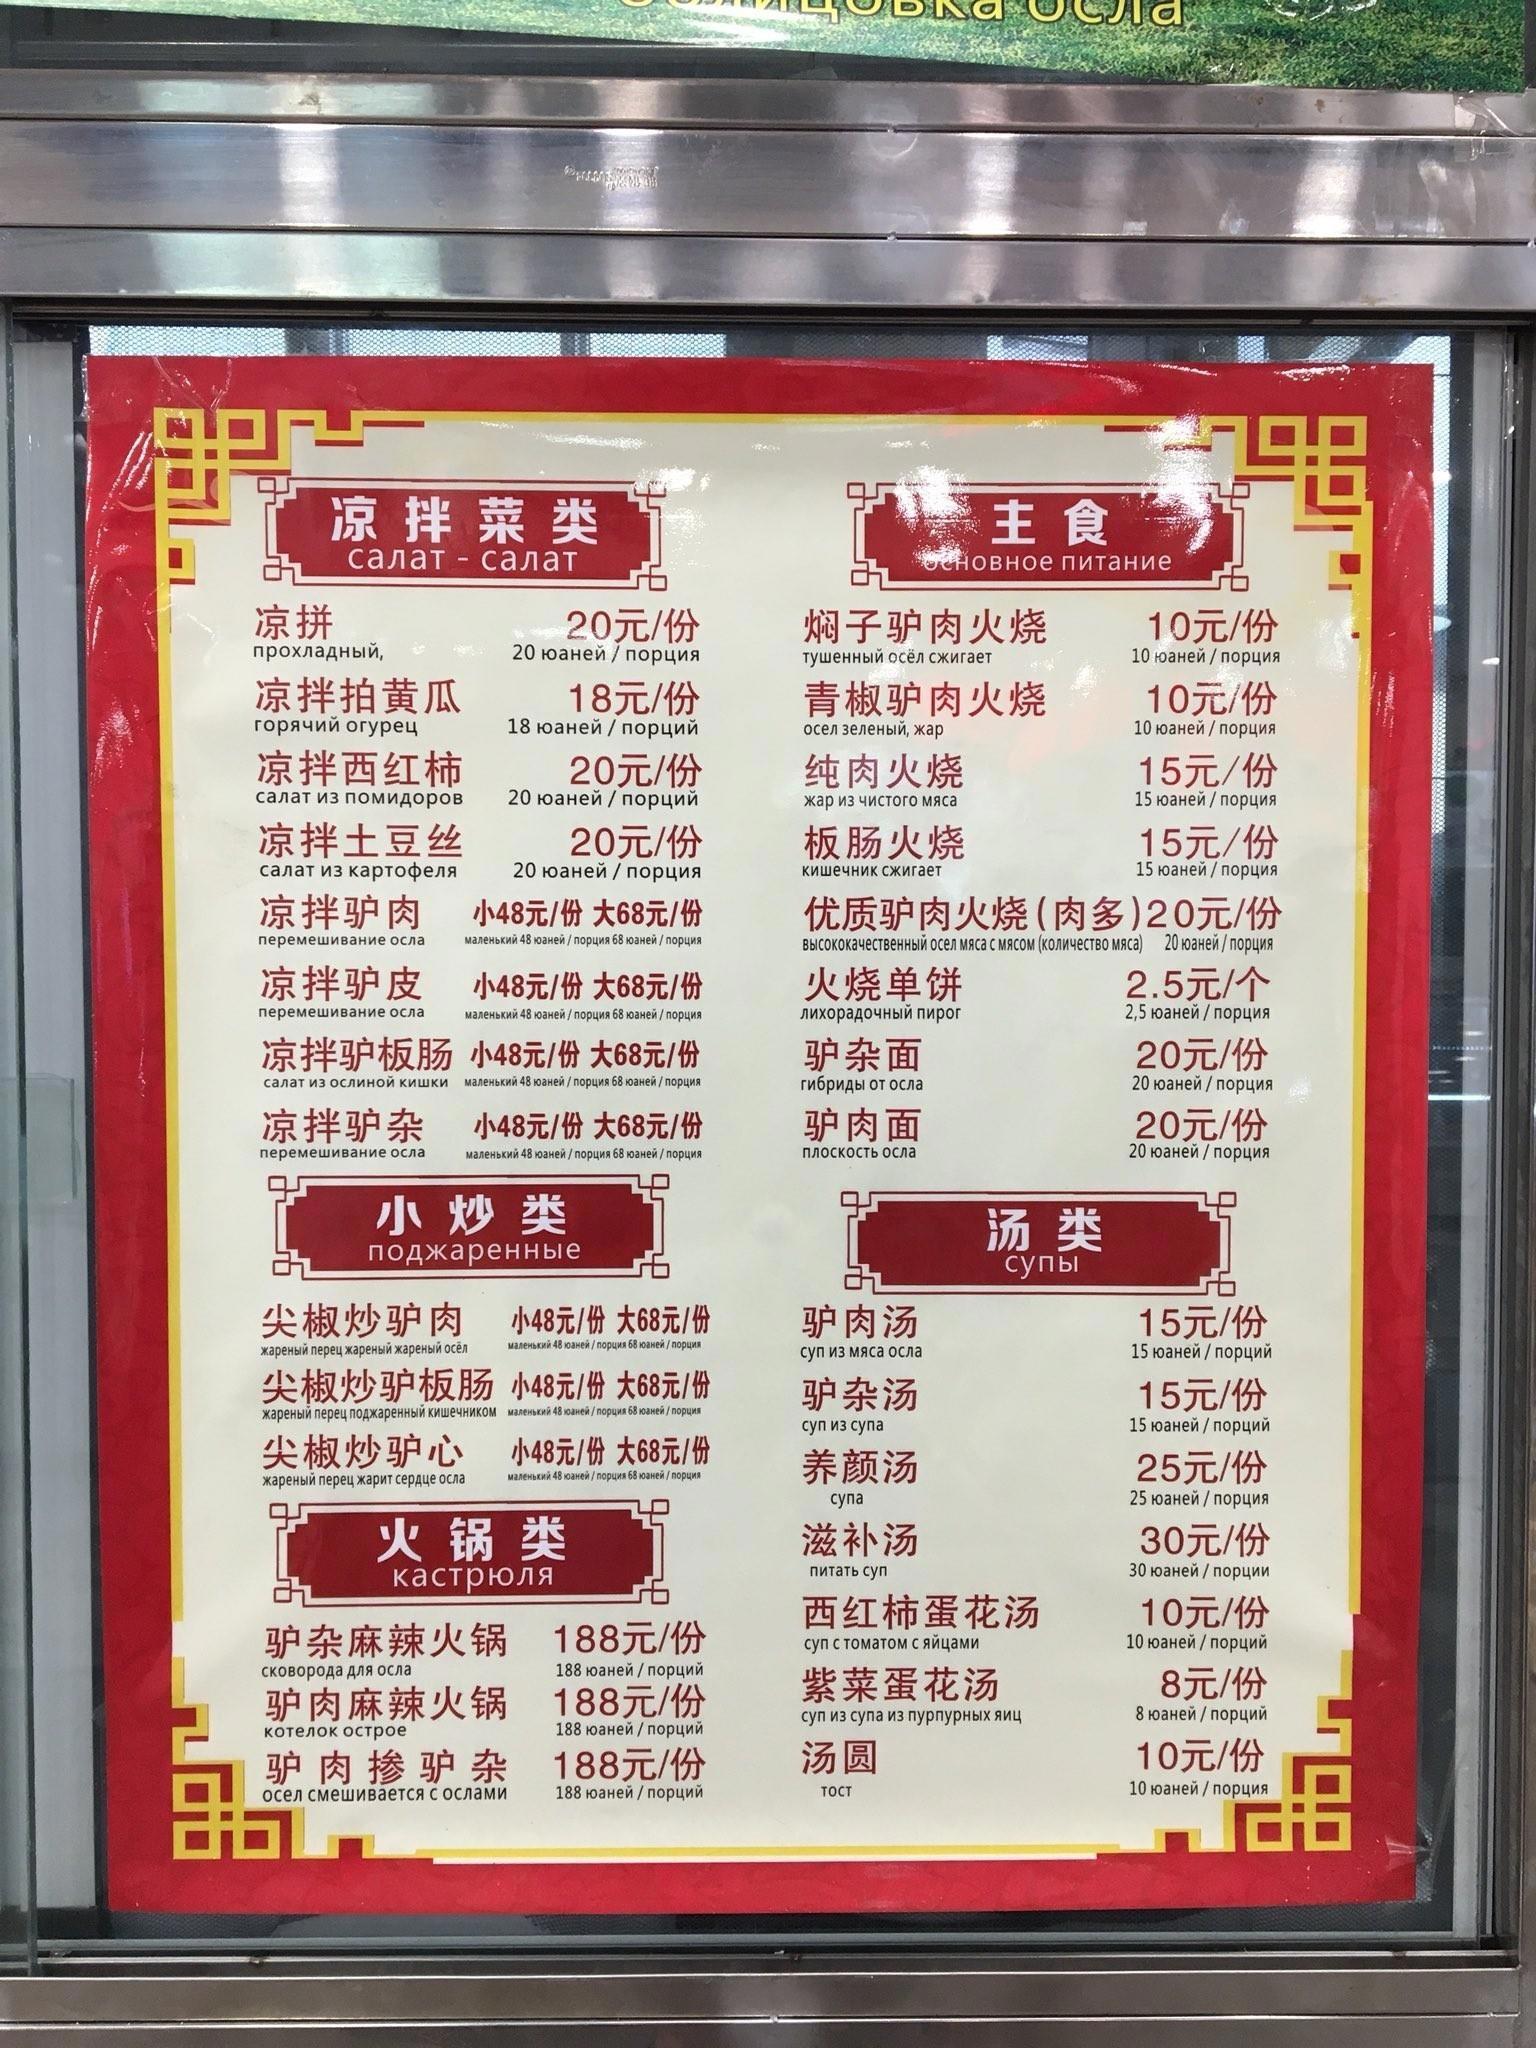 осла
凉拌菜类
салат - салат
凉拼 20元/份
прохладный, 20 юаней / порция
凉拌拍黄瓜 18元/份
горячий огурец 18 юаней / порций
凉拌西红柿 20元/份
салат из помидоров 20 юаней / порций
凉拌土豆丝 20元/份
салат из картофеля 20 юаней / порция
凉拌驴肉 小48元/份 大68元/份
перемешивание осла маленький 48 юаней / порция 68 юаней / порция
凉拌驴皮 小48元/份 大68元/份
перемешивание осла маленький 48 юаней / порция 68 юаней / порция
凉拌驴板肠 小48元/份 大68元/份
салат из ослиной кишки маленький 48 юаней / порция 68 юаней / порция
凉拌驴杂 小48元/份 大68元/份
перемешивание осла маленький 48 юаней / порция 68 юаней / порция
小炒类
поджаренные
尖椒炒驴肉 小48元/份 大68元/份
жареный перец жареный жареный осёл маленький 48 юаней / порция 68 юаней / порция
尖椒炒驴板肠 小48元/份 大68元/份
жареный перец поджаренный кишечником маленький 48 юаней / порция 68 юаней / порция
尖椒炒驴心 小48元/份 大68元/份
жареный перец жарит сердце осла маленький 48 юаней / порция 68 юаней / порция
火锅类
кастрюля
驴杂麻辣火锅 188元/份
сковорода для осла 188 юаней / порций
驴肉麻辣火锅 188元/份
котелок острое 188 юаней / порций
驴肉掺驴杂 188元/份
осел смешивается с ослами 188 юаней / порций
主食
основное питание
焖子驴肉火烧 10元/份
тушенный осёл сжигает 10 юаней / порция
青椒驴肉火烧 10元/份
осел зеленый, жар 10 юаней / порция
纯肉火烧 15元/份
жар из чистого мяса 15 юаней / порция
板肠火烧 15元/份
кишечник сжигает 15 юаней / порция
优质驴肉火烧(肉多) 20元/份
высококачественный осел мяса с мясом (количество мяса) 20 юаней / порция
火烧单饼 2.5元/个
лихорадочный пирог 2,5 юаней / порция
驴杂面 20元/份
гибриды от осла 20 юаней / порция
驴肉面 20元/份
плоскость осла 20 юаней / порция
汤类
супы
驴肉汤 15元/份
суп из мяса осла 15 юаней / порций
驴杂汤 15元/份
суп из супа 15 юаней / порций
养颜汤 25元/份
супа 25 юаней / порция
滋补汤 30元/份
питать суп 30 юаней / порции
西红柿蛋花汤 10元/份
суп с томатом с яйцами 10 юаней / порций
紫菜蛋花汤 8元/份
суп из супа из пурпурных яиц 8 юаней / порций
汤圆 10元/份
тост 10 юаней / порция